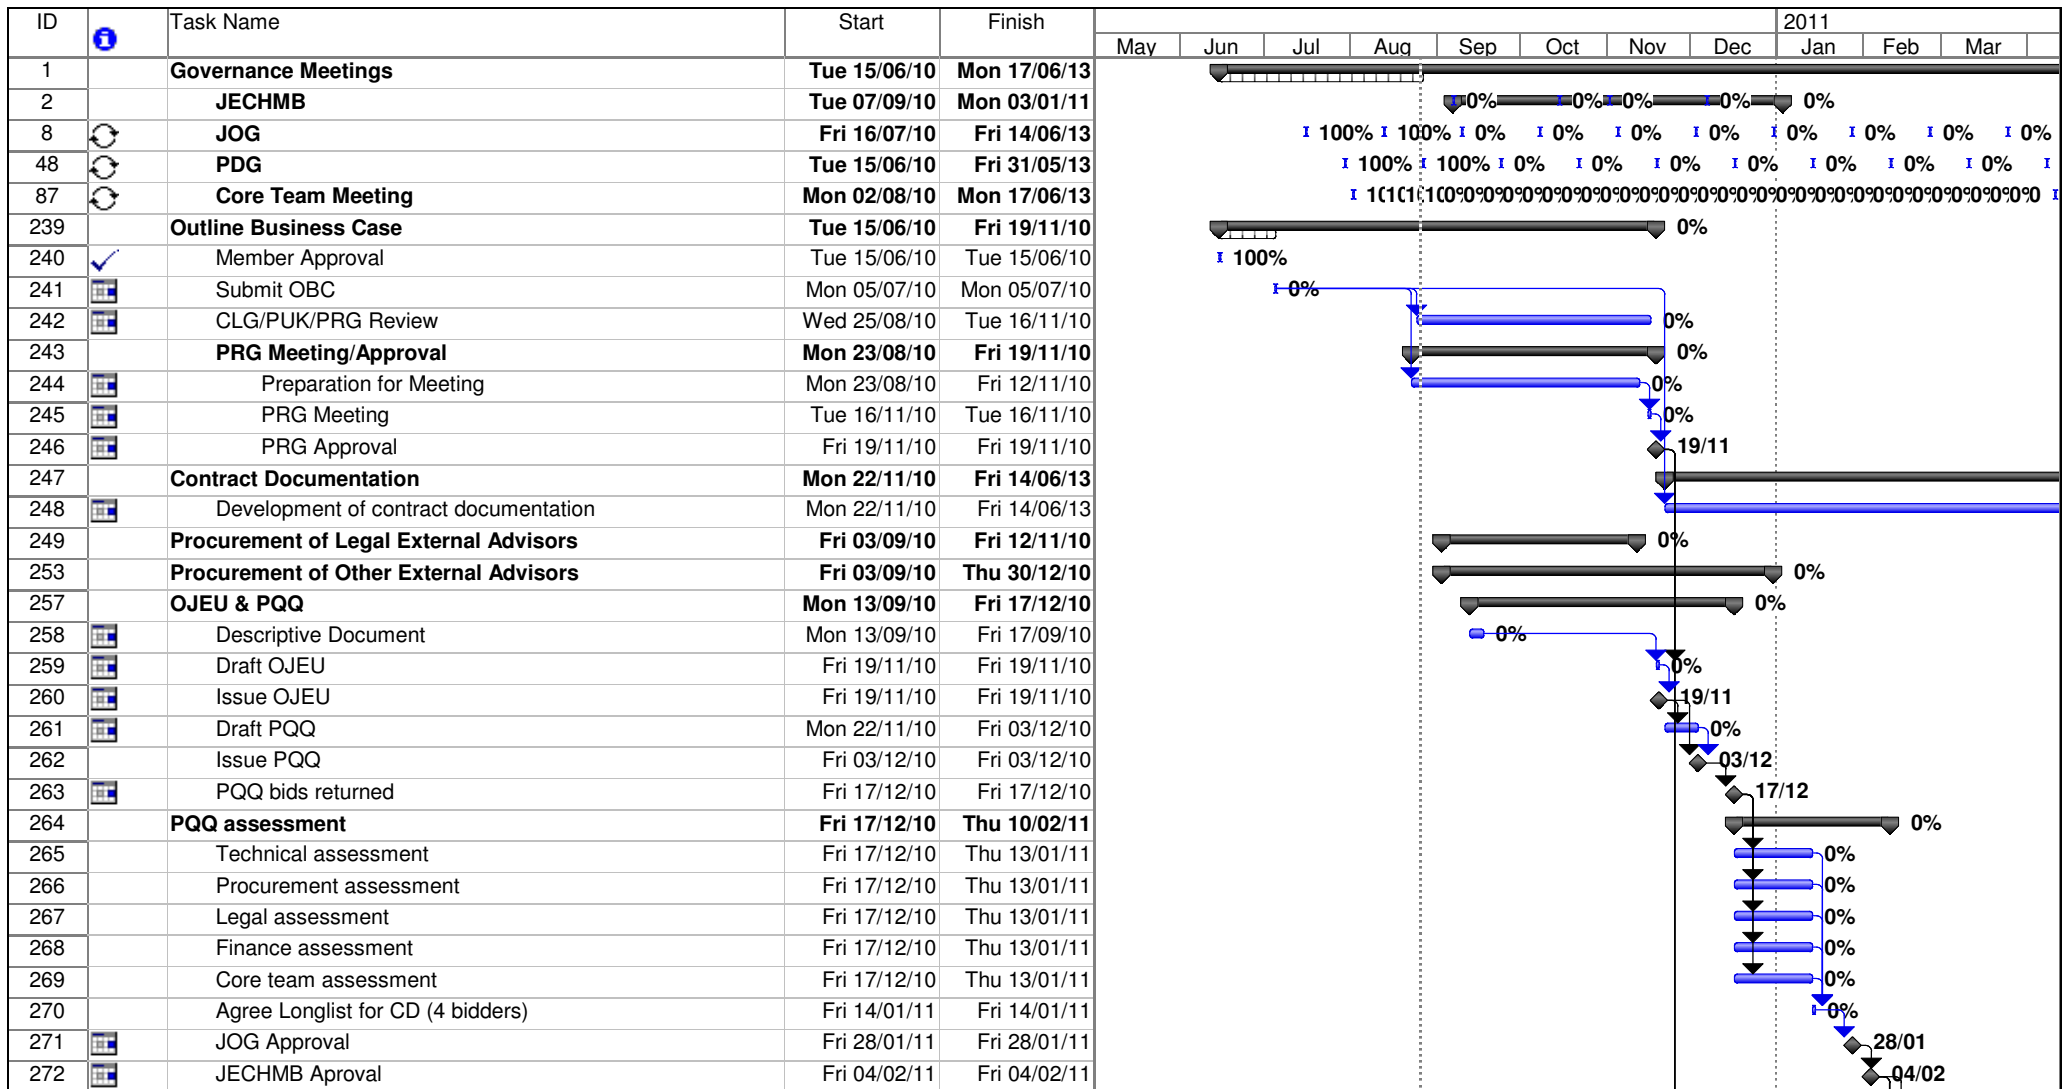 ID Task Name Start Finish 2011
May Jun Jul Aug Sep Oct Nov Dec Jan Feb Mar
1 Governance Meetings Tue 15/06/10 Mon 17/06/13
2 JECHMB Tue 07/09/10 Mon 03/01/11 0% 0% 0% 0% 0%
8 JOG Fri 16/07/10 Fri 14/06/13 100% 100% 0% 0% 0% 0% 0% 0% 0% 0%
48 PDG Tue 15/06/10 Fri 31/05/13 100% 100% 0% 0% 0% 0% 0% 0% 0%
87 Core Team Meeting Mon 02/08/10 Mon 17/06/13
239 Outline Business Case Tue 15/06/10 Fri 19/11/10 0%
240 Member Approval Tue 15/06/10 Tue 15/06/10 100%
241 Submit OBC Mon 05/07/10 Mon 05/07/10 0%
242 CLG/PUK/PRG Review Wed 25/08/10 Tue 16/11/10 0%
243 PRG Meeting/Approval Mon 23/08/10 Fri 19/11/10 0%
244 Preparation for Meeting Mon 23/08/10 Fri 12/11/10 0%
245 PRG Meeting Tue 16/11/10 Tue 16/11/10 0%
246 PRG Approval Fri 19/11/10 Fri 19/11/10 19/11
247 Contract Documentation Mon 22/11/10 Fri 14/06/13
248 Development of contract documentation Mon 22/11/10 Fri 14/06/13
249 Procurement of Legal External Advisors Fri 03/09/10 Fri 12/11/10 0%
253 Procurement of Other External Advisors Fri 03/09/10 Thu 30/12/10 0%
257 OJEU & PQQ Mon 13/09/10 Fri 17/12/10 0%
258 Descriptive Document Mon 13/09/10 Fri 17/09/10 0%
259 Draft OJEU Fri 19/11/10 Fri 19/11/10 0%
260 Issue OJEU Fri 19/11/10 Fri 19/11/10 19/11
261 Draft PQQ Mon 22/11/10 Fri 03/12/10 0%
262 Issue PQQ Fri 03/12/10 Fri 03/12/10 03/12
263 PQQ bids returned Fri 17/12/10 Fri 17/12/10 17/12
264 PQQ assessment Fri 17/12/10 Thu 10/02/11 0%
265 Technical assessment Fri 17/12/10 Thu 13/01/11 0%
266 Procurement assessment Fri 17/12/10 Thu 13/01/11 0%
267 Legal assessment Fri 17/12/10 Thu 13/01/11 0%
268 Finance assessment Fri 17/12/10 Thu 13/01/11 0%
269 Core team assessment Fri 17/12/10 Thu 13/01/11 0%
270 Agree Longlist for CD (4 bidders) Fri 14/01/11 Fri 14/01/11 0%
271 JOG Approval Fri 28/01/11 Fri 28/01/11 28/01
272 JECHMB Aproval Fri 04/02/11 Fri 04/02/11 04/02